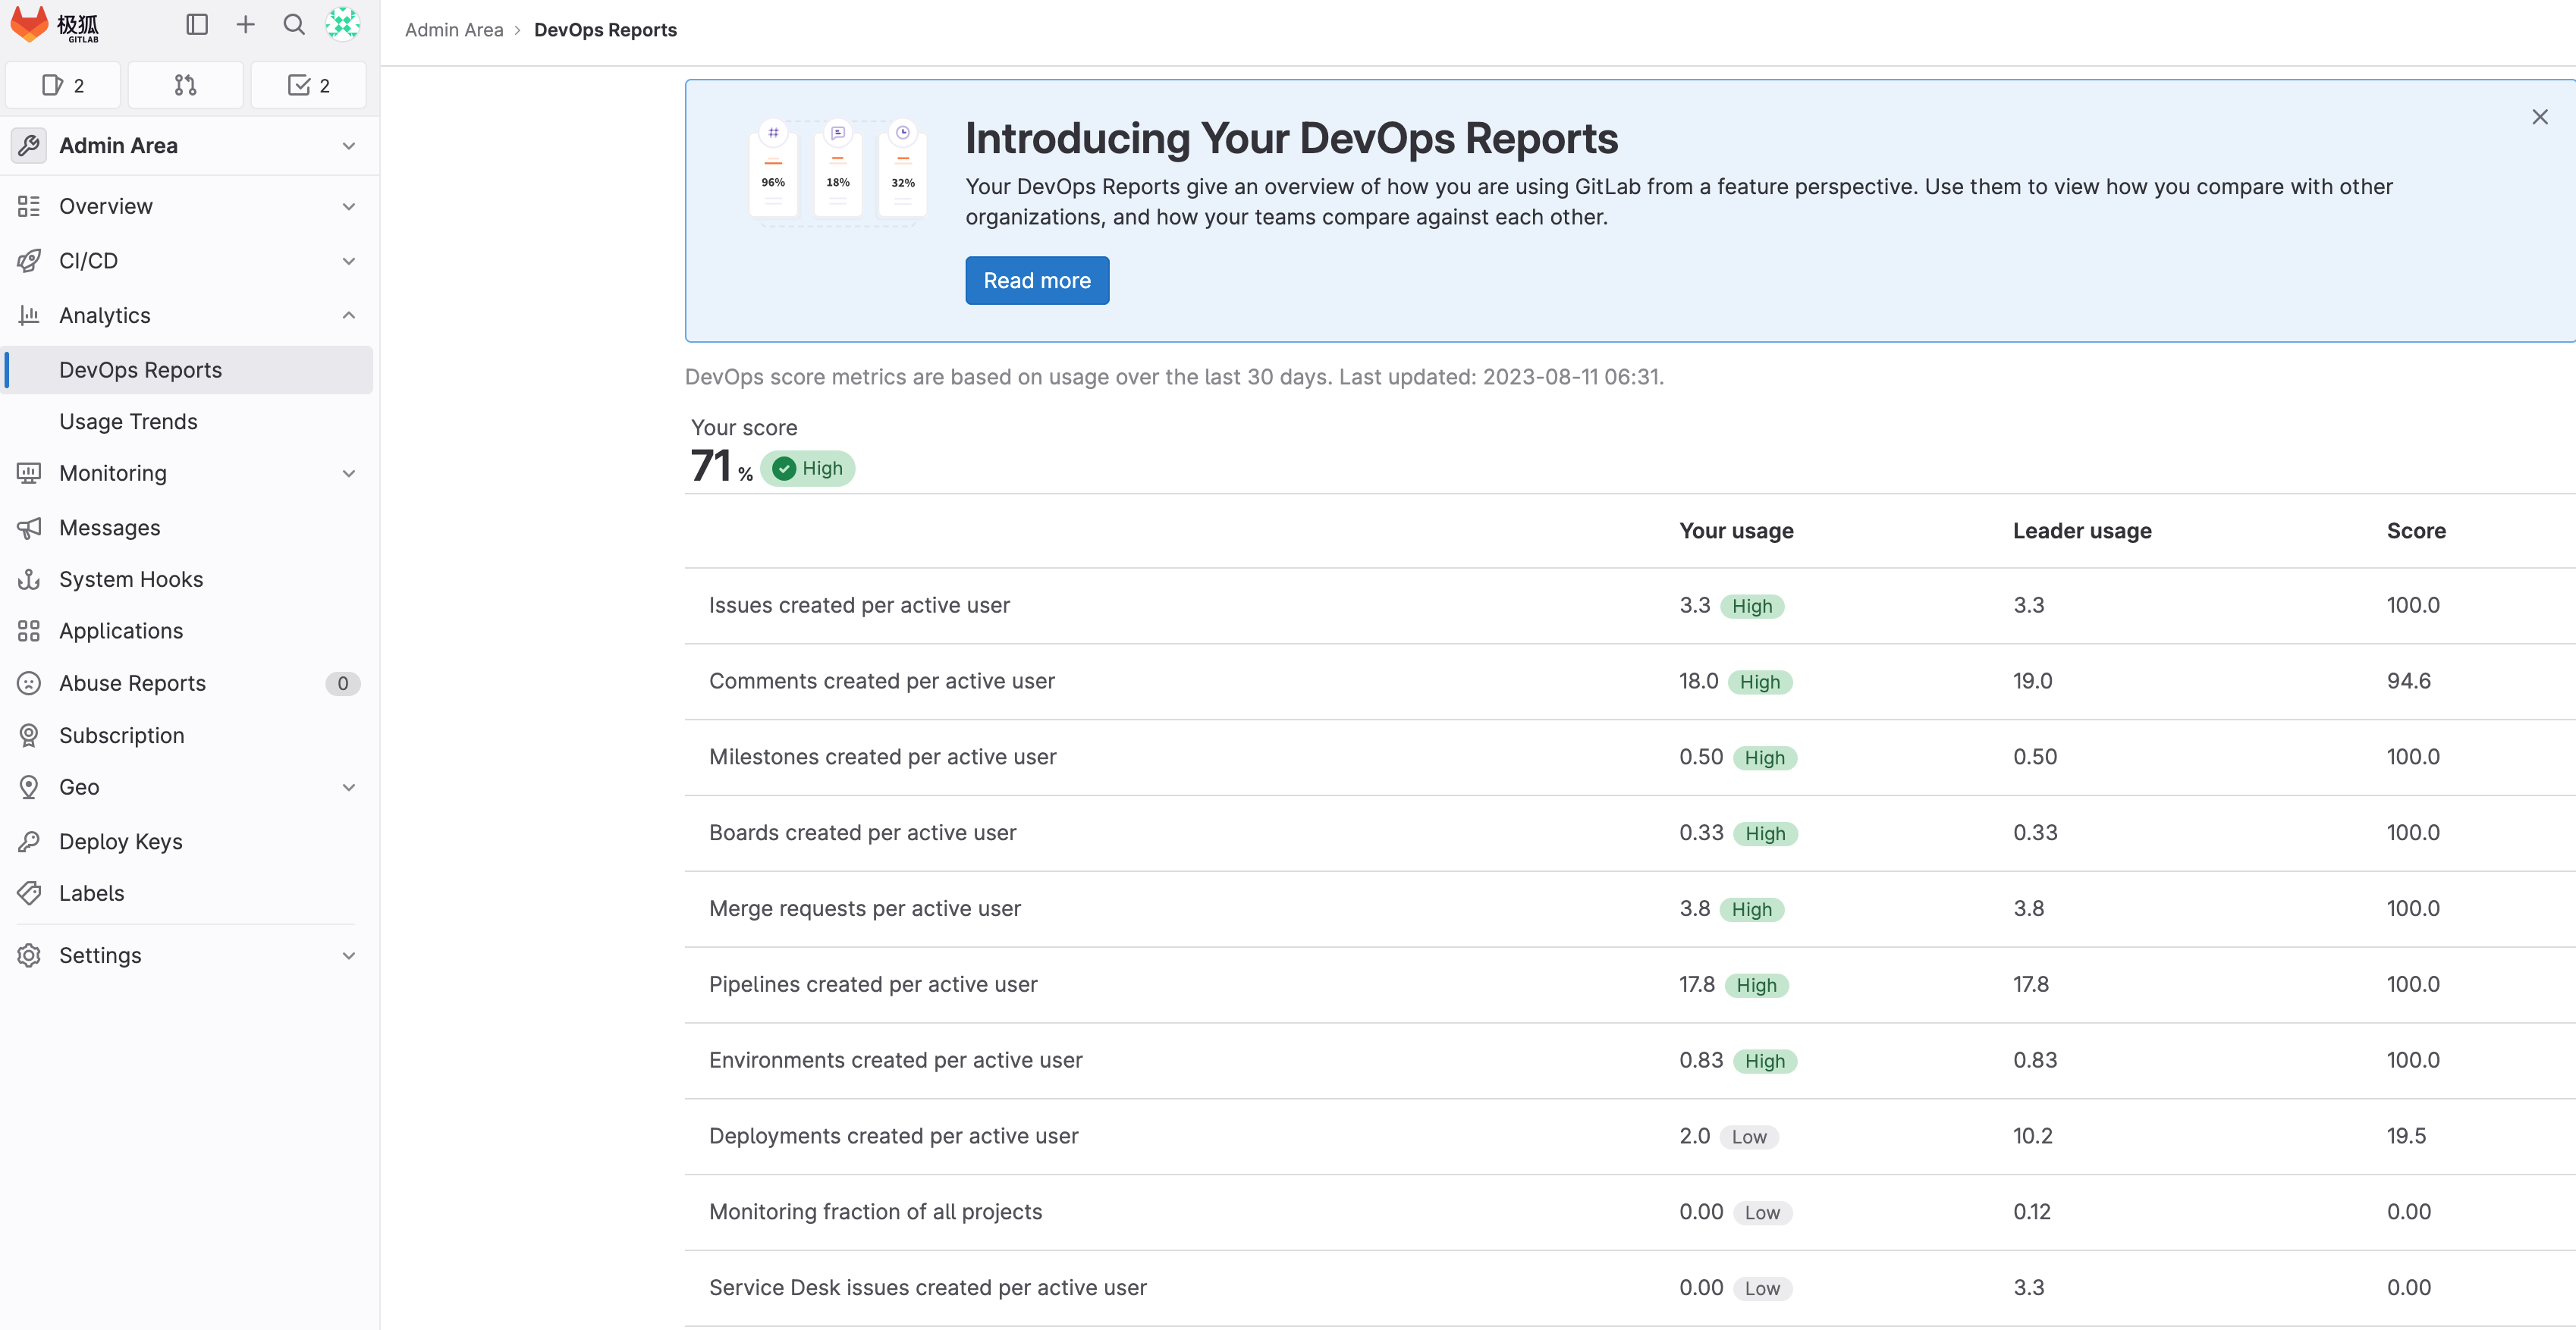 极狐
GITLAB
2
2
Admin Area
Overview
CI/CD
Analytics
DevOps Reports
Usage Trends
Monitoring
Messages
System Hooks
Applications
Abuse Reports 0
Subscription
Geo
Deploy Keys
Labels
Settings
Admin Area › DevOps Reports
96% 18% 32%
Introducing Your DevOps Reports
Your DevOps Reports give an overview of how you are using GitLab from a feature perspective. Use them to view how you compare with other
organizations, and how your teams compare against each other.
Read more
DevOps score metrics are based on usage over the last 30 days. Last updated: 2023-08-11 06:31.
Your score
71 % High
Your usage Leader usage Score
Issues created per active user 3.3 High 3.3 100.0
Comments created per active user 18.0 High 19.0 94.6
Milestones created per active user 0.50 High 0.50 100.0
Boards created per active user 0.33 High 0.33 100.0
Merge requests per active user 3.8 High 3.8 100.0
Pipelines created per active user 17.8 High 17.8 100.0
Environments created per active user 0.83 High 0.83 100.0
Deployments created per active user 2.0 Low 10.2 19.5
Monitoring fraction of all projects 0.00 Low 0.12 0.00
Service Desk issues created per active user 0.00 Low 3.3 0.00